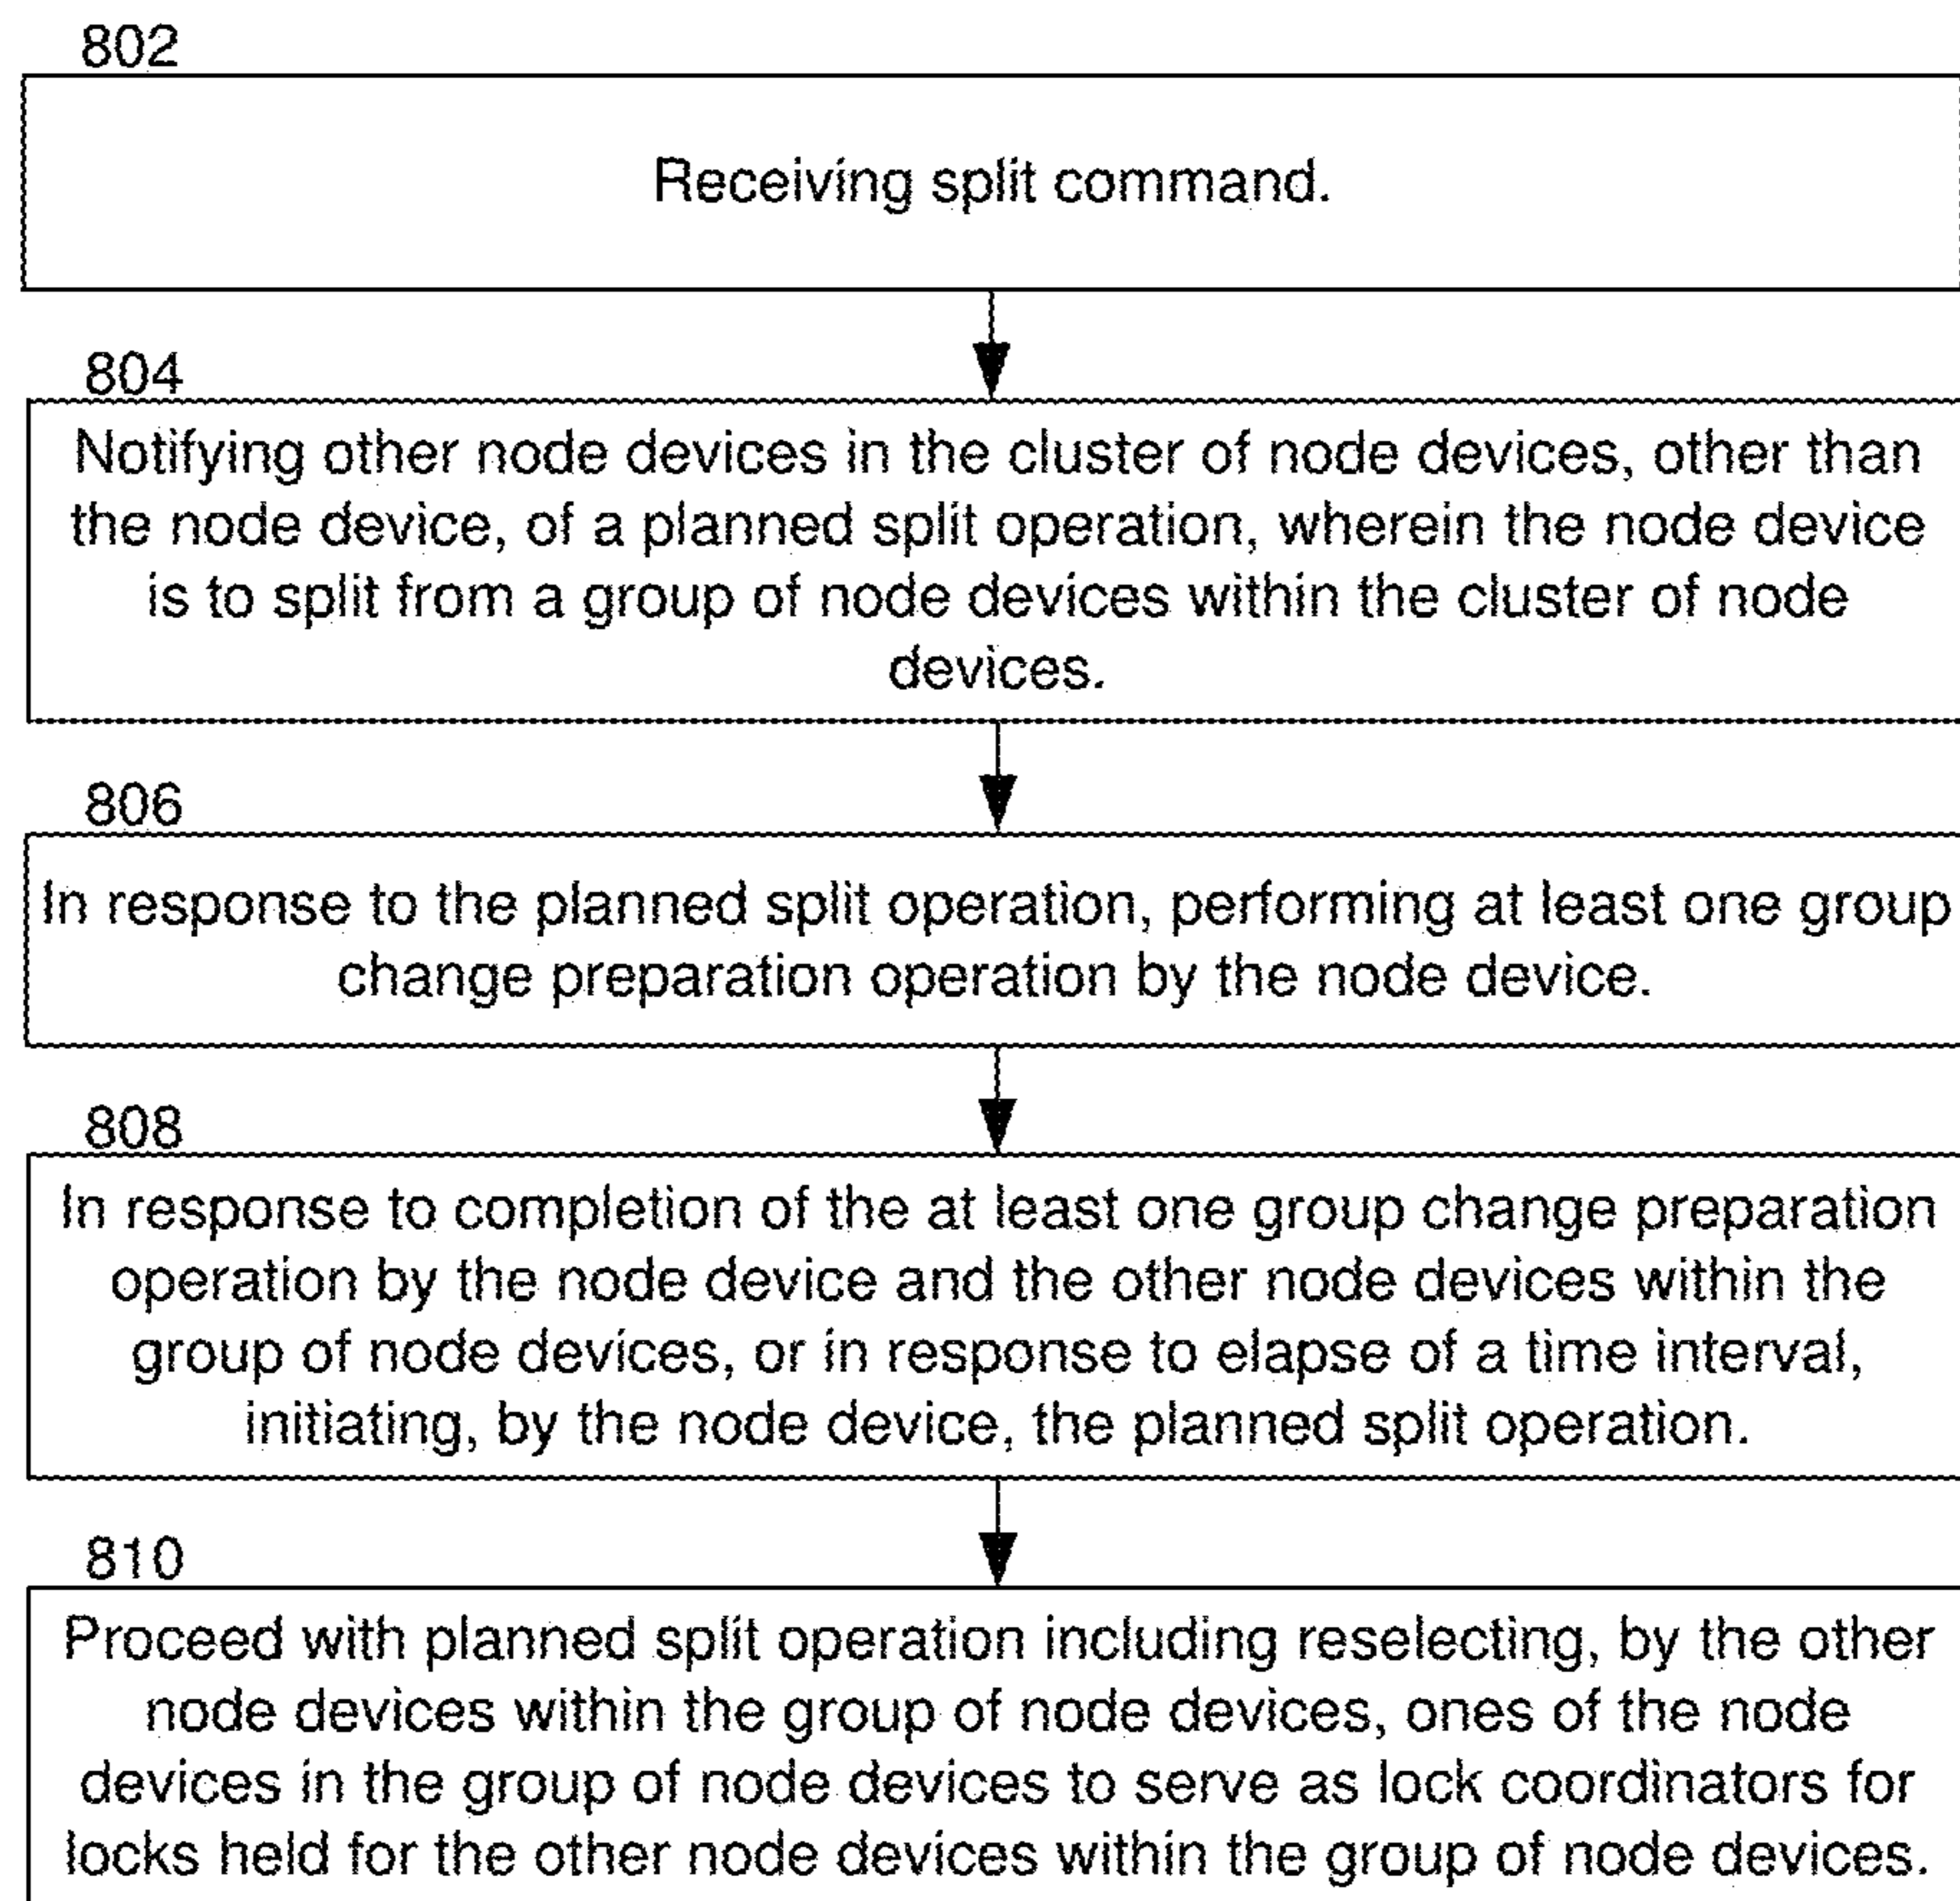 802
Receiving split command.
804
Notifying other node devices in the cluster of node devices, other than
the node device, of a planned split operation, wherein the node device
is to split from a group of node devices within the cluster of node
devices.
806
In response to the planned split operation, performing at least one group
change preparation operation by the node device.
808
In response to completion of the at least one group change preparation
operation by the node device and the other node devices within the
group of node devices, or in response to elapse of a time interval,
initiating, by the node device, the planned split operation.
810
Proceed with planned split operation including reselecting, by the other
node devices within the group of node devices, ones of the node
devices in the group of node devices to serve as lock coordinators for
locks held for the other node devices within the group of node devices.